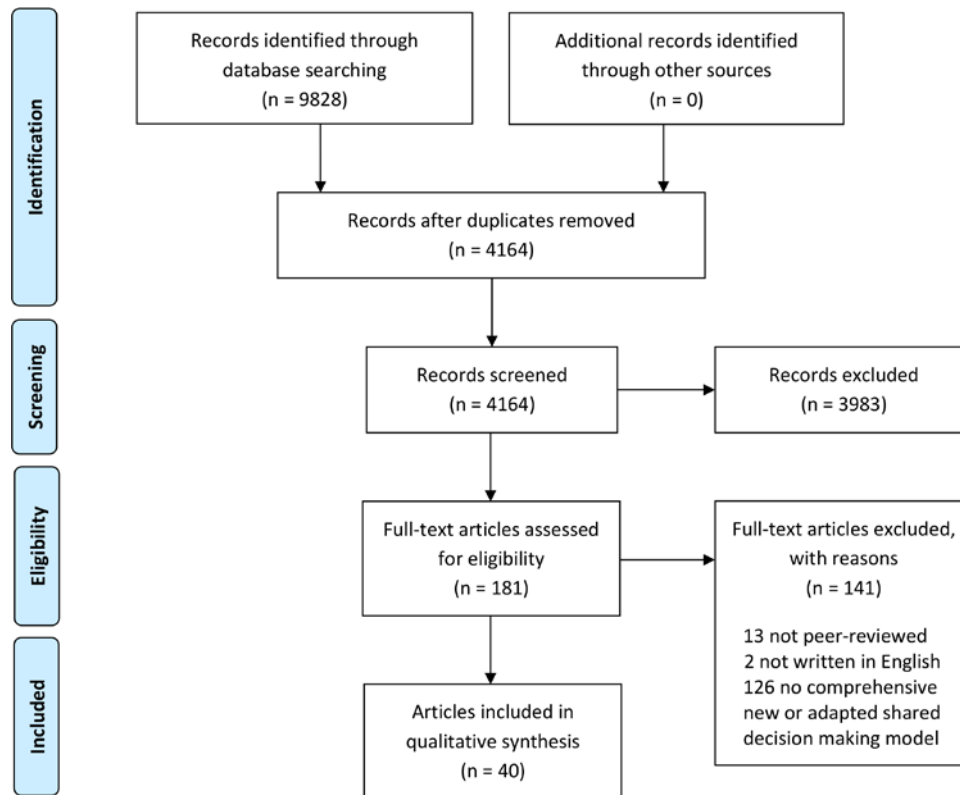 Identification
Records identified through
database searching
(n = 9828)
Additional records identified
through other sources
(n = 0)
Records after duplicates removed
(n = 4164)
Screening
Records screened
(n = 4164)
Records excluded
(n = 3983)
Eligibility
Full-text articles assessed
for eligibility
(n = 181)
Full-text articles excluded,
with reasons
(n = 141)
13 not peer-reviewed
2 not written in English
126 no comprehensive
new or adapted shared
decision making model
Included
Articles included in
qualitative synthesis
(n = 40)